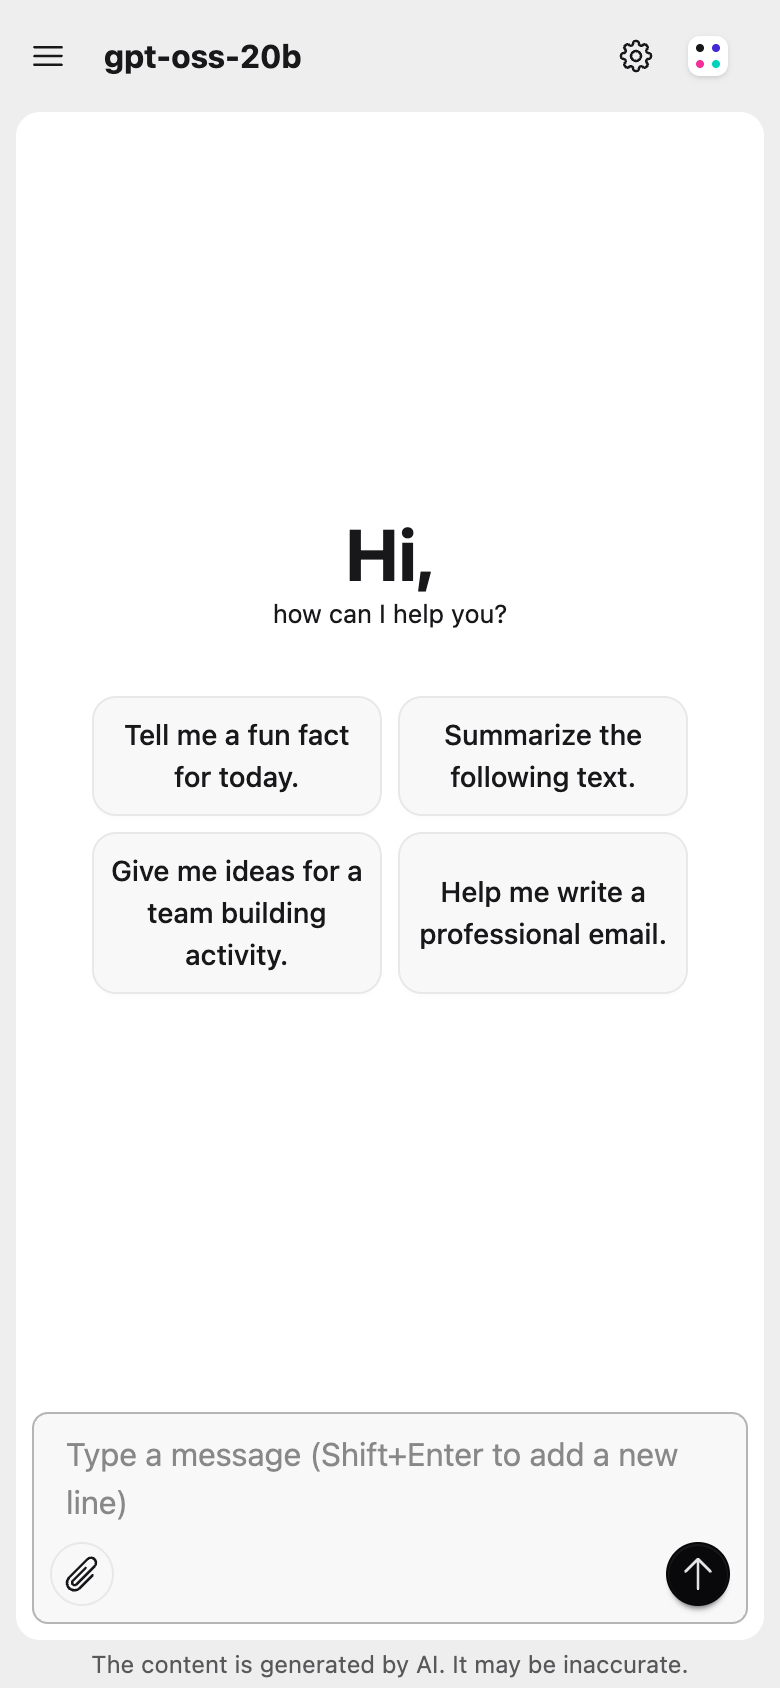 gpt-oss-20b
Hi,
how can I help you?
Tell me a fun fact
for today.
Summarize the
following text.
Give me ideas for a
team building
activity.
Help me write a
professional email.
Type a message (Shift+Enter to add a new
line)
The content is generated by AI. It may be inaccurate.